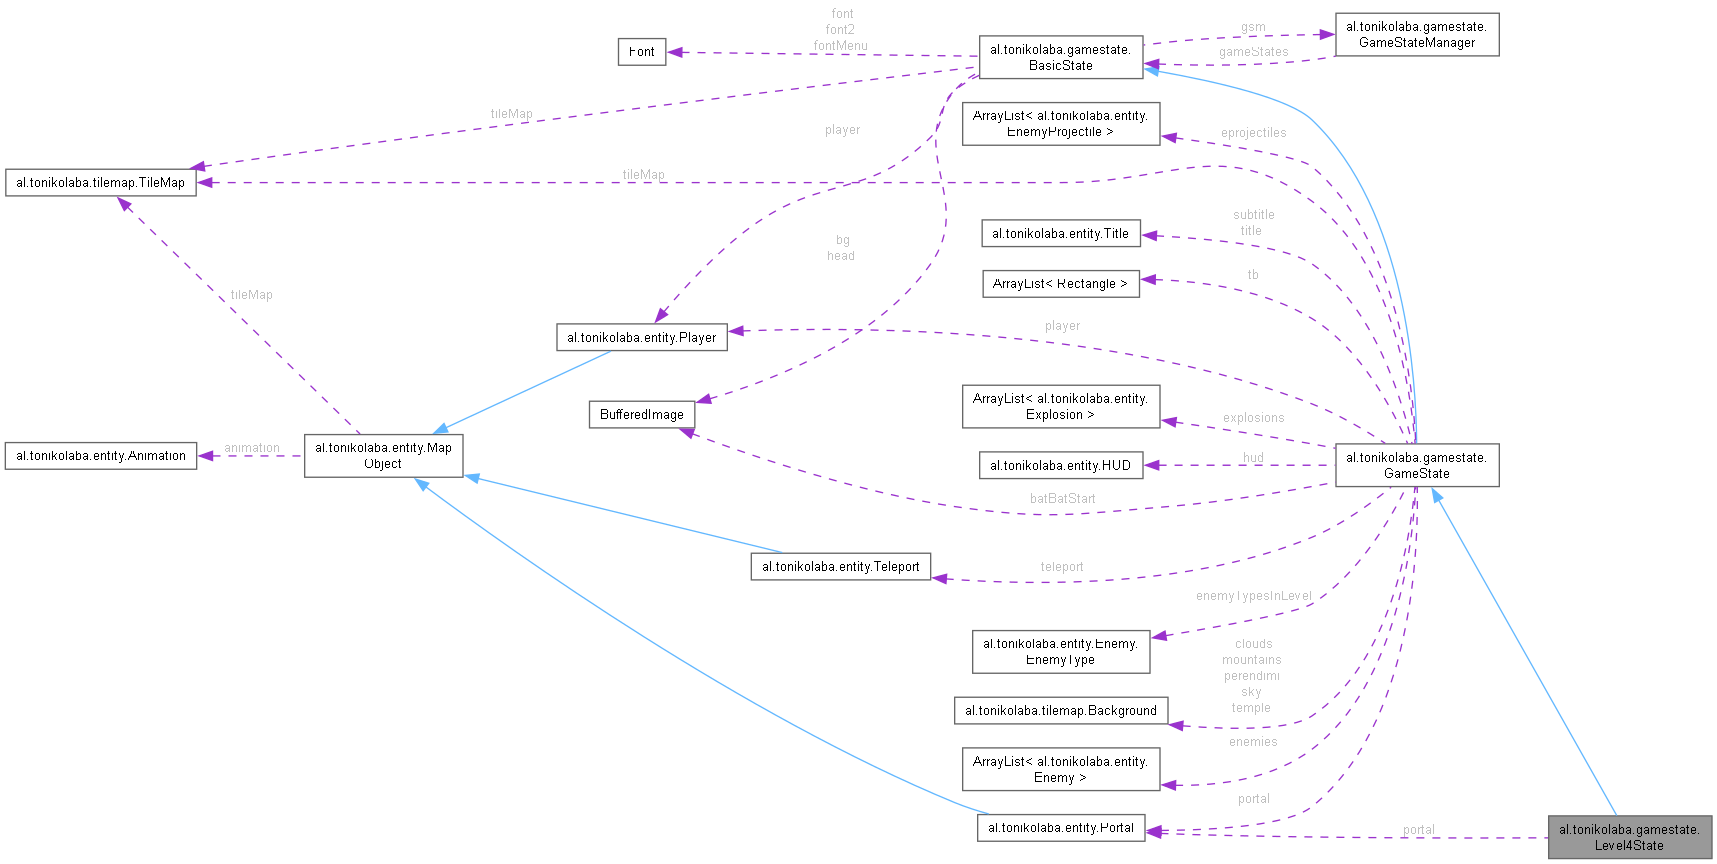 font
font2
fontMenu
Font
al.tonikolaba.gamestate.
BasicState
gsm
gameStates
al.tonikolaba.gamestate.
GameStateManager
tileMap
player
ArrayList< al.tonikolaba.entity.
EnemyProjectile >
eprojectiles
al.tonikolaba.tilemap.TileMap
tileMap
bg
head
al.tonikolaba.entity.Title
subtitle
title
ArrayList< Rectangle >
tb
tileMap
al.tonikolaba.entity.Player
player
BufferedImage
ArrayList< al.tonikolaba.entity.
Explosion >
explosions
al.tonikolaba.entity.Animation
animation
al.tonikolaba.entity.Map
Object
al.tonikolaba.entity.HUD
hud
al.tonikolaba.gamestate.
GameState
batBatStart
al.tonikolaba.entity.Teleport
teleport
enemyTypesInLevel
al.tonikolaba.entity.Enemy.
EnemyType
clouds
mountains
perendimi
sky
temple
al.tonikolaba.tilemap.Background
enemies
ArrayList< al.tonikolaba.entity.
Enemy >
portal
al.tonikolaba.entity.Portal
portal
al.tonikolaba.gamestate.
Level4State